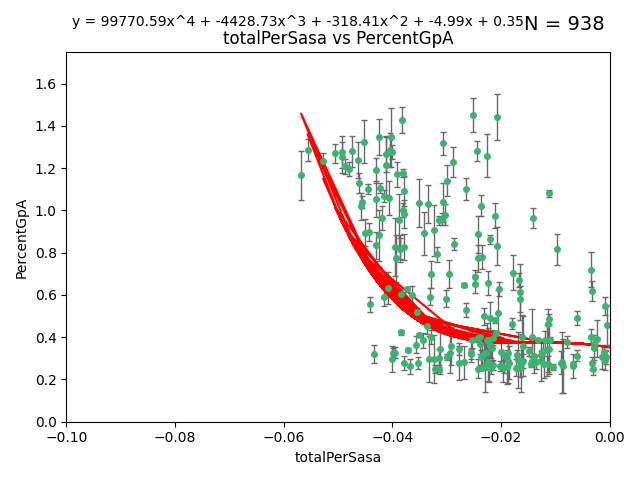 y = 99770.59x^4 + -4428.73x^3 + -318.41x^2 + -4.99x + 0.35
N = 938
totalPerSasa vs PercentGpA
1.6
1.4
1.2
1.0
0.8
0.6
0.4
0.2
0.0
PercentGpA
−0.10 −0.08 −0.06 −0.04 −0.02 0.00
totalPerSasa